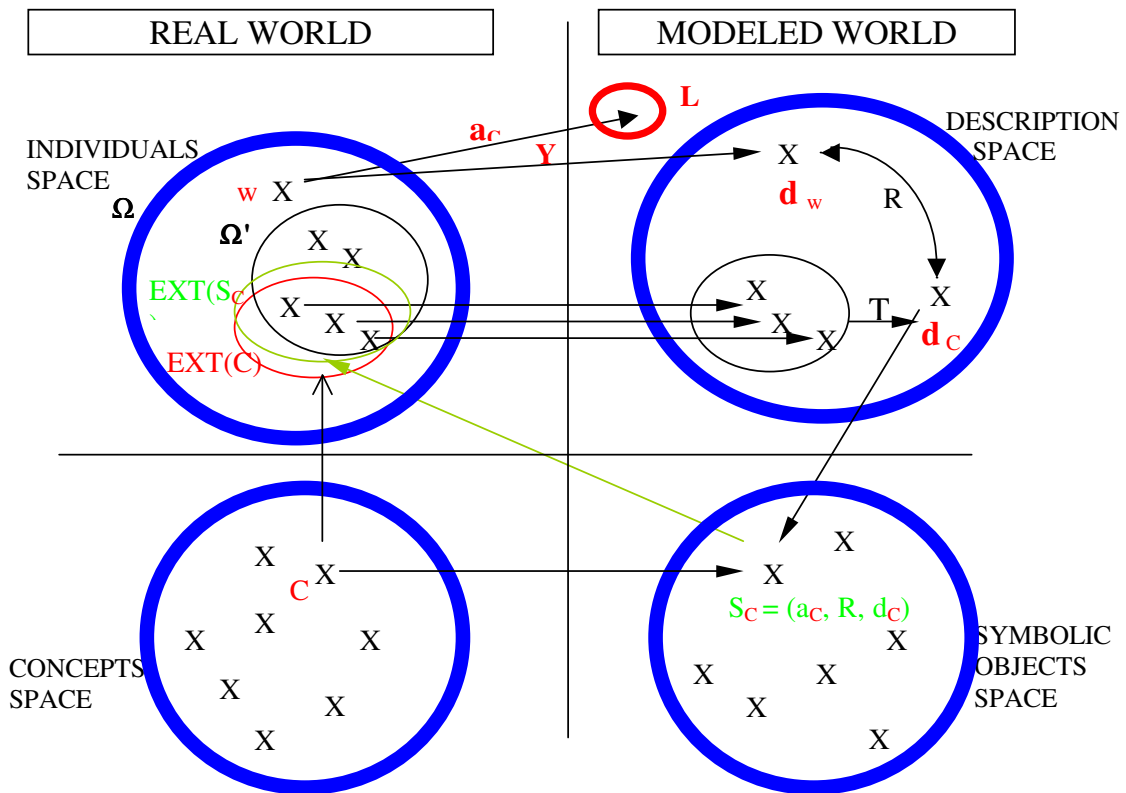 REAL WORLD
MODELED WORLD
L
a_C
Y
INDIVIDUALS
SPACE
DESCRIPTION
SPACE
Ω
w X
X
d_w
R
Ω'
X
X
EXT(S_C
)
X
X
X
X
X
X
T
X
d_C
EXT(C)
X
X
X
C
X
S_C = (a_C, R, d_C)
X
X
X
X
SYMBOLIC
OBJECTS
SPACE
CONCEPTS
SPACE
X
X
X
X
X
X
X
X